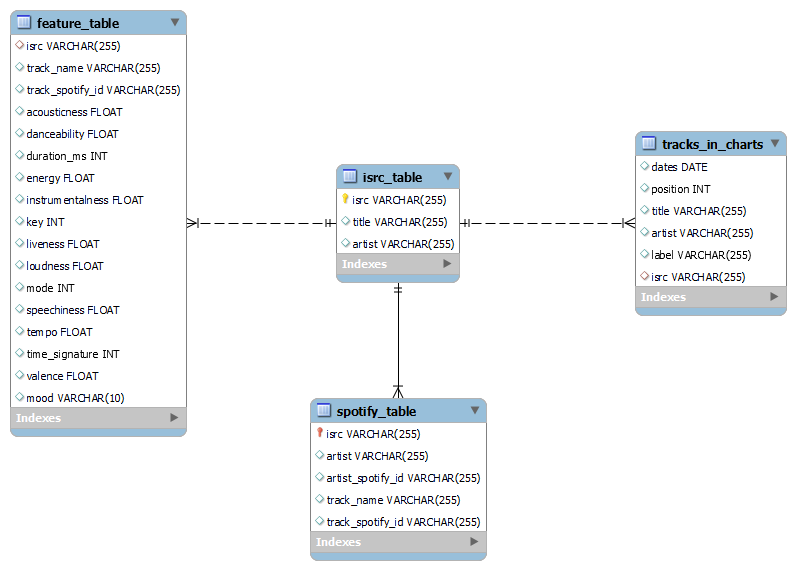 feature_table
isrc VARCHAR(255)
track_name VARCHAR(255)
track_spotify_id VARCHAR(255)
acousticness FLOAT
danceability FLOAT
duration_ms INT
energy FLOAT
instrumentalness FLOAT
key INT
liveness FLOAT
loudness FLOAT
mode INT
speechiness FLOAT
tempo FLOAT
time_signature INT
valence FLOAT
mood VARCHAR(10)
Indexes
isrc_table
isrc VARCHAR(255)
title VARCHAR(255)
artist VARCHAR(255)
Indexes
tracks_in_charts
dates DATE
position INT
title VARCHAR(255)
artist VARCHAR(255)
label VARCHAR(255)
isrc VARCHAR(255)
Indexes
spotify_table
isrc VARCHAR(255)
artist VARCHAR(255)
artist_spotify_id VARCHAR(255)
track_name VARCHAR(255)
track_spotify_id VARCHAR(255)
Indexes